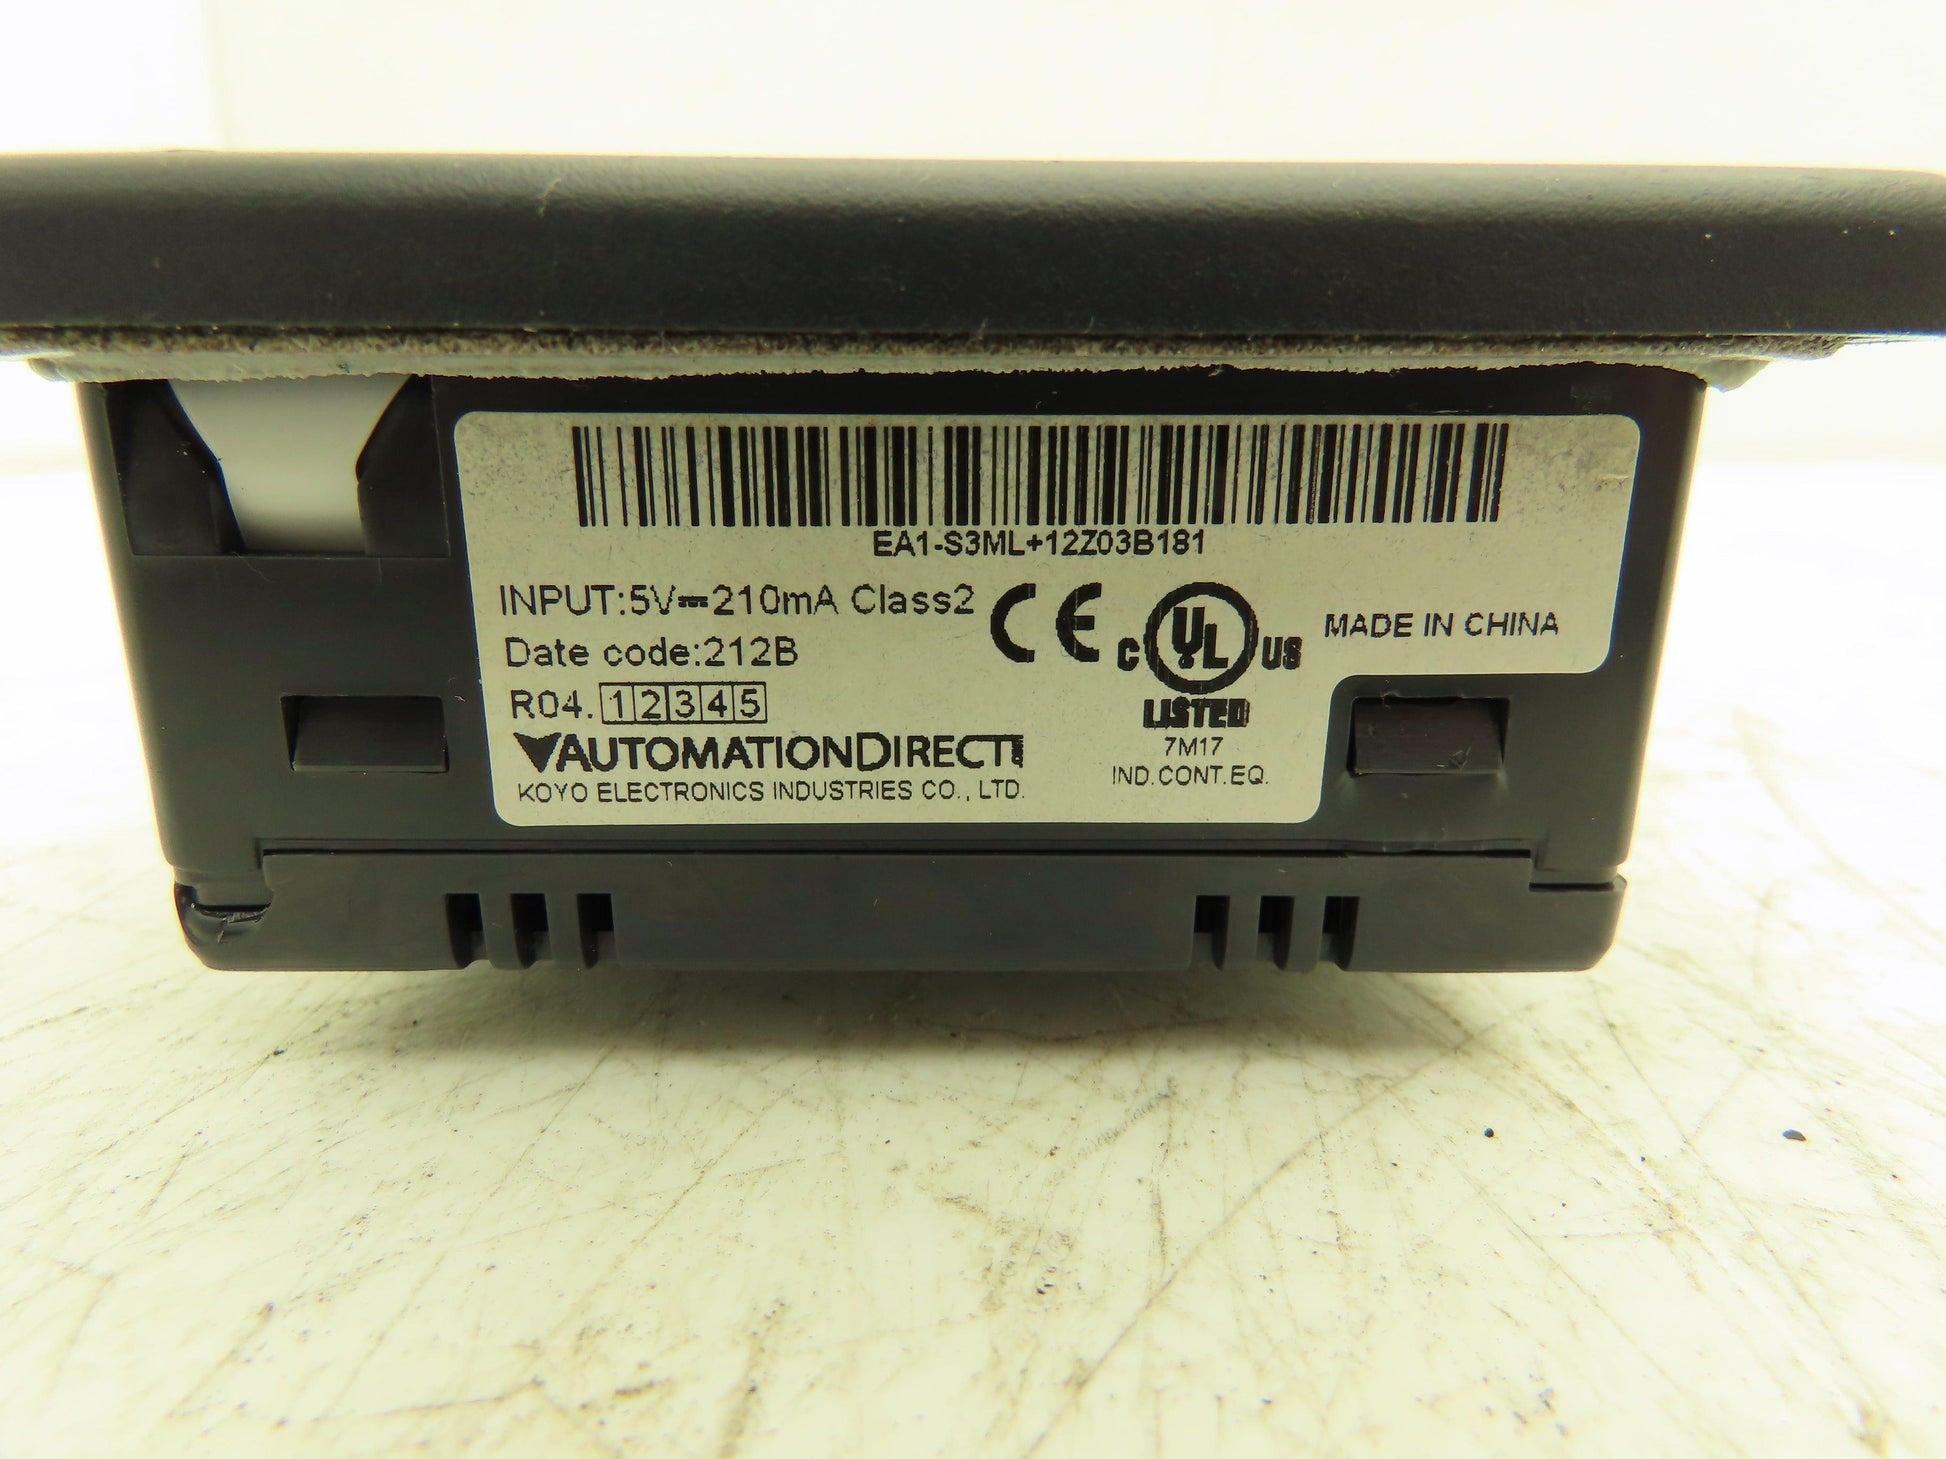 EA1-S3ML+12Z03B181
INPUT:5V⎓210mA Class2
Date code:212B
R04. 1 2 3 4 5
AUTOMATIONDIRECT
KOYO ELECTRONICS INDUSTRIES CO., LTD.
CE
C UL US
LISTED
7M17
IND.CONT.EQ.
MADE IN CHINA